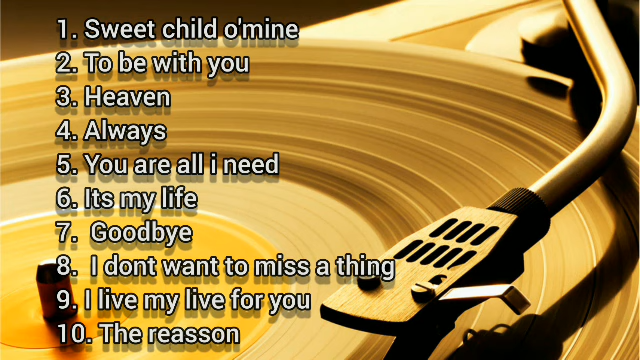 1. Sweet child o'mine
2. To be with you
3. Heaven
4. Always
5. You are all i need
6. Its my life
7. Goodbye
8. I dont want to miss a thing
9. I live my live for you
10. The reasson